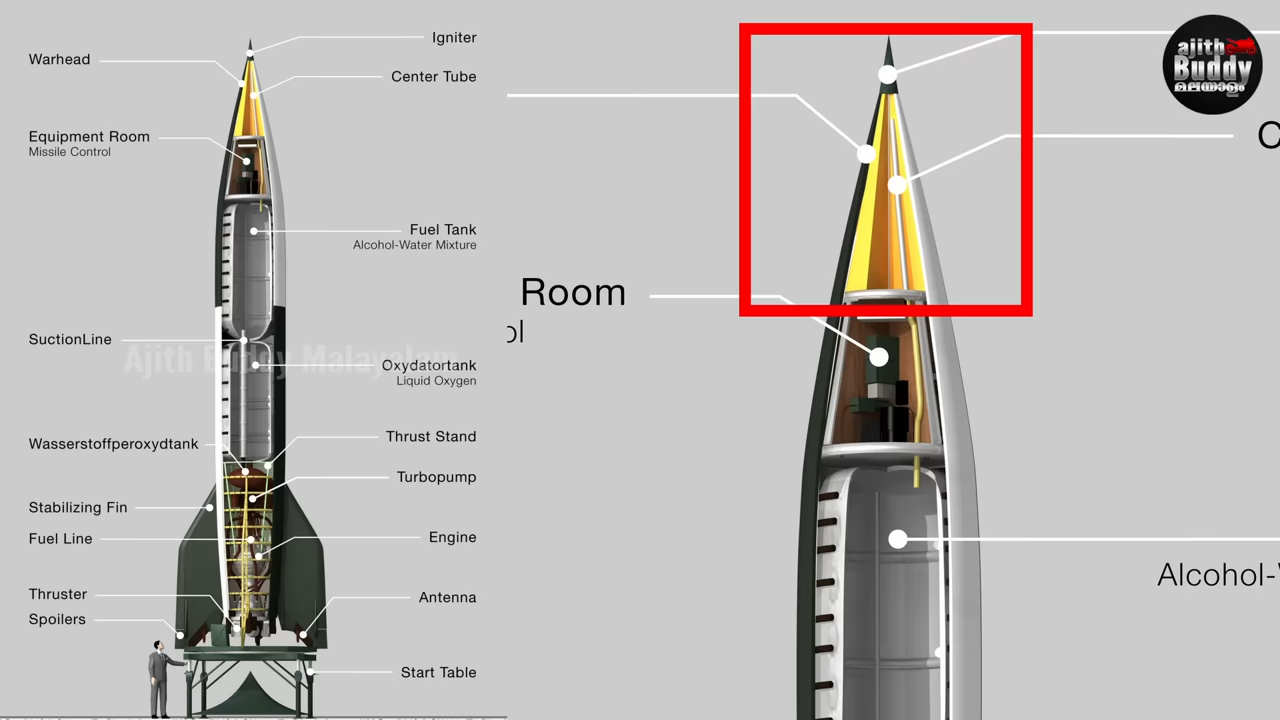 Igniter
Warhead
Center Tube
Equipment Room
Missile Control
Fuel Tank
Alcohol-Water Mixture
SuctionLine
Ajith Buddy Malayalam
Oxydatortank
Liquid Oxygen
Wasserstoffperoxydtank
Thrust Stand
Turbopump
Stabilizing Fin
Fuel Line
Engine
Thruster
Antenna
Spoilers
Start Table
ajith
Buddy
മലയാളം
C
Room
ol
Alcohol-